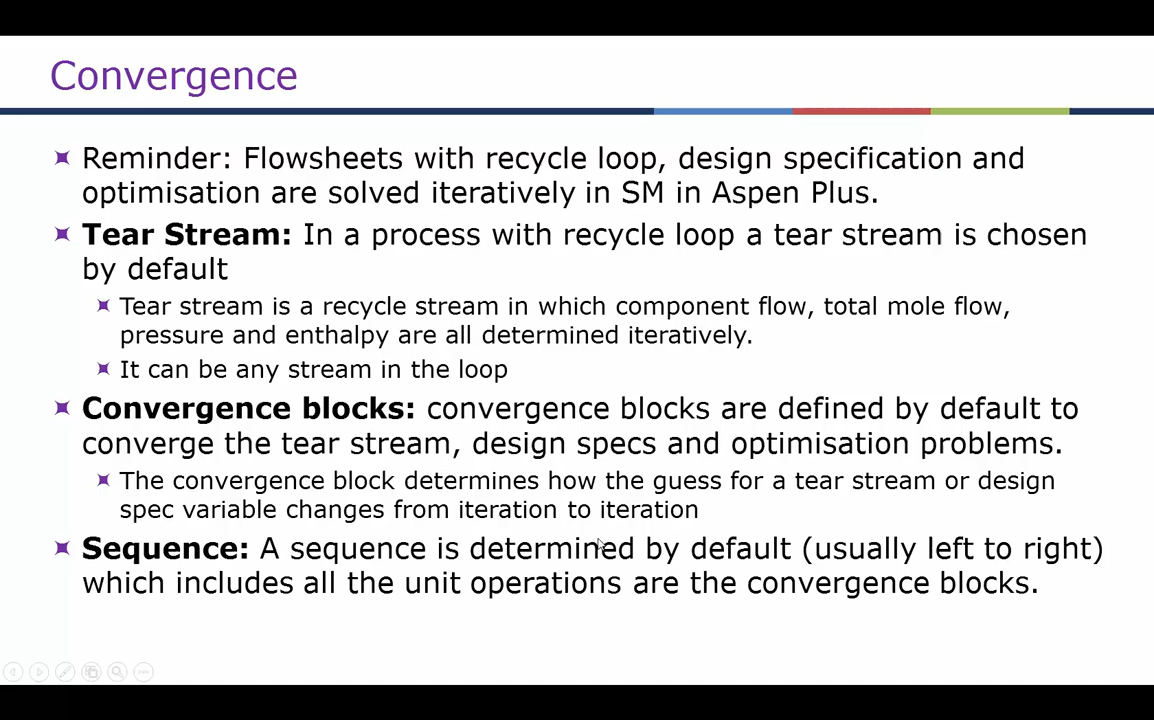 Convergence
Reminder: Flowsheets with recycle loop, design specification and
optimisation are solved iteratively in SM in Aspen Plus.
Tear Stream: In a process with recycle loop a tear stream is chosen
by default
Tear stream is a recycle stream in which component flow, total mole flow,
pressure and enthalpy are all determined iteratively.
It can be any stream in the loop
Convergence blocks: convergence blocks are defined by default to
converge the tear stream, design specs and optimisation problems.
The convergence block determines how the guess for a tear stream or design
spec variable changes from iteration to iteration
Sequence: A sequence is determined by default (usually left to right)
which includes all the unit operations are the convergence blocks.